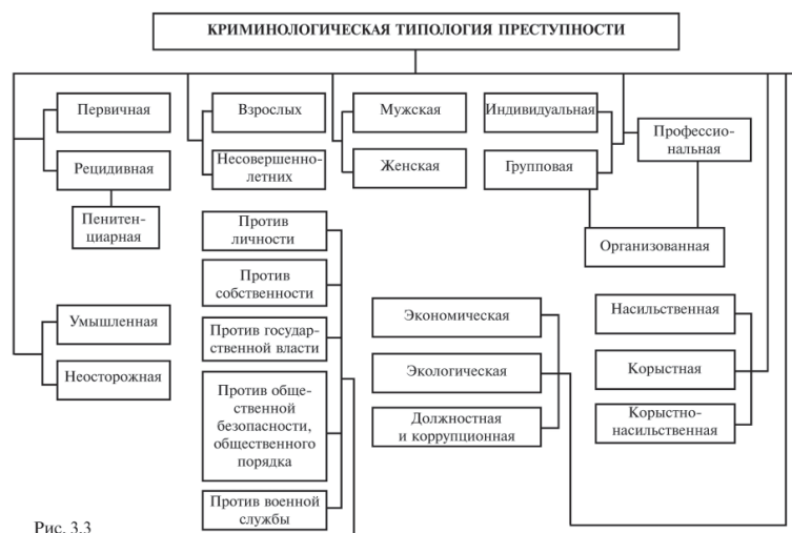 КРИМИНОЛОГИЧЕСКАЯ ТИПОЛОГИЯ ПРЕСТУПНОСТИ
Первичная
Рецидивная
Пенитен-
циарная
Умышленная
Неосторожная
Взрослых
Несовершенно-
летних
Мужская
Женская
Индивидуальная
Групповая
Профессио-
нальная
Организованная
Против
личности
Против
собственности
Против государ-
ственной власти
Против обще-
ственной
безопасности,
общественного
порядка
Против военной
службы
Экономическая
Экологическая
Должностная
и коррупционная
Насильственная
Корыстная
Корыстно-
насильственная
Рис. 3.3